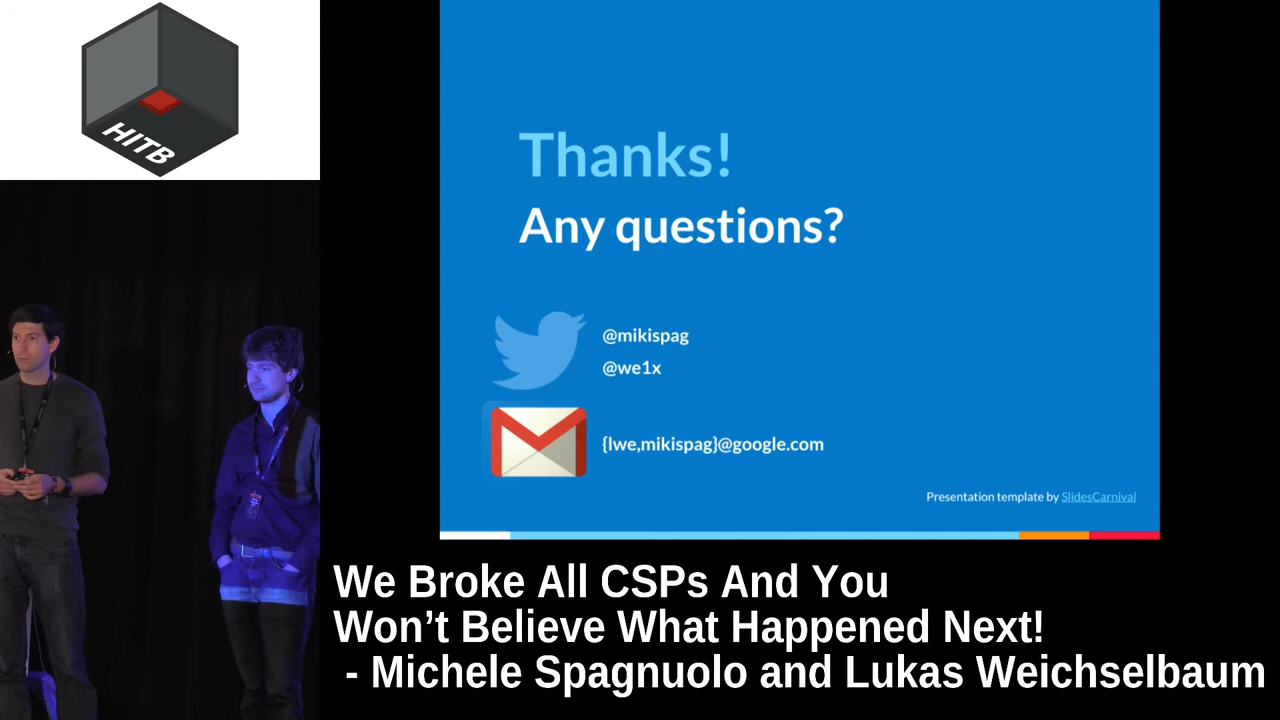 HITB
Thanks!
Any questions?
@mikispag
@we1x
{lwe,mikispag}@google.com
Presentation template by SlidesCarnival
We Broke All CSPs And You
Won’t Believe What Happened Next!
- Michele Spagnuolo and Lukas Weichselbaum